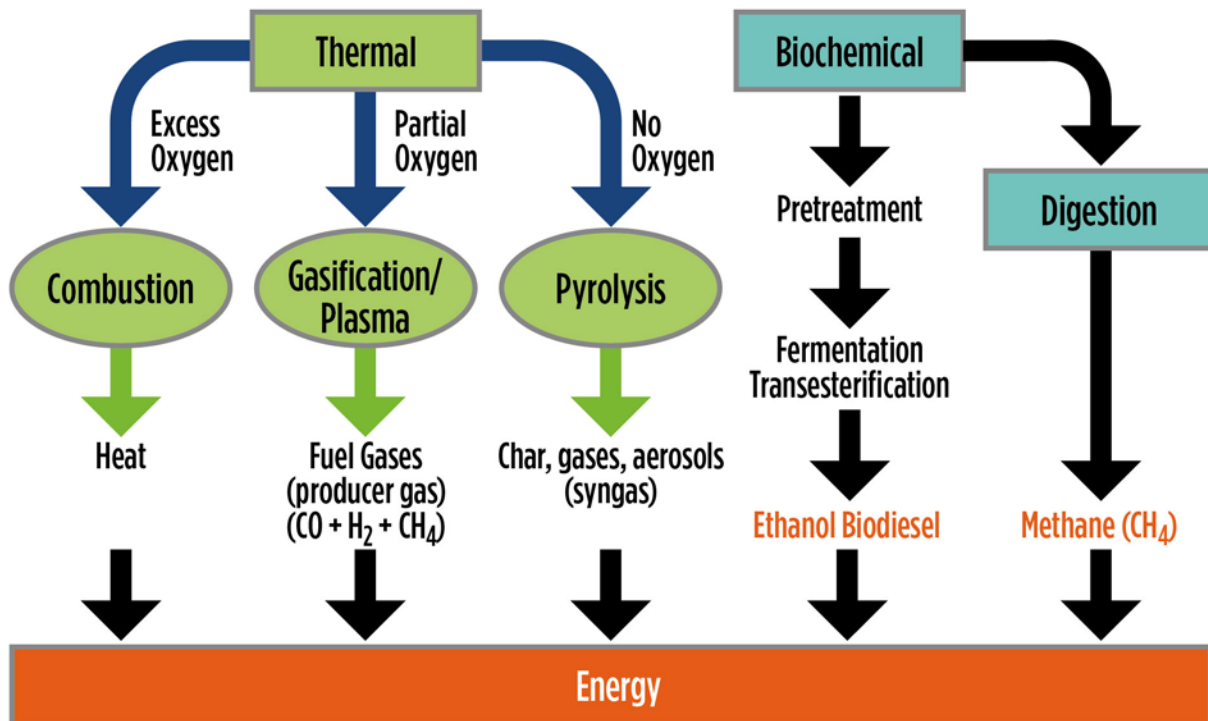 Thermal
Biochemical
Excess
Oxygen
Partial
Oxygen
No
Oxygen
Pretreatment
Digestion
Combustion
Gasification/
Plasma
Pyrolysis
Fermentation
Transesterification
Heat
Fuel Gases
(producer gas)
(CO + H₂ + CH₄)
Char, gases, aerosols
(syngas)
Ethanol Biodiesel
Methane (CH₄)
Energy